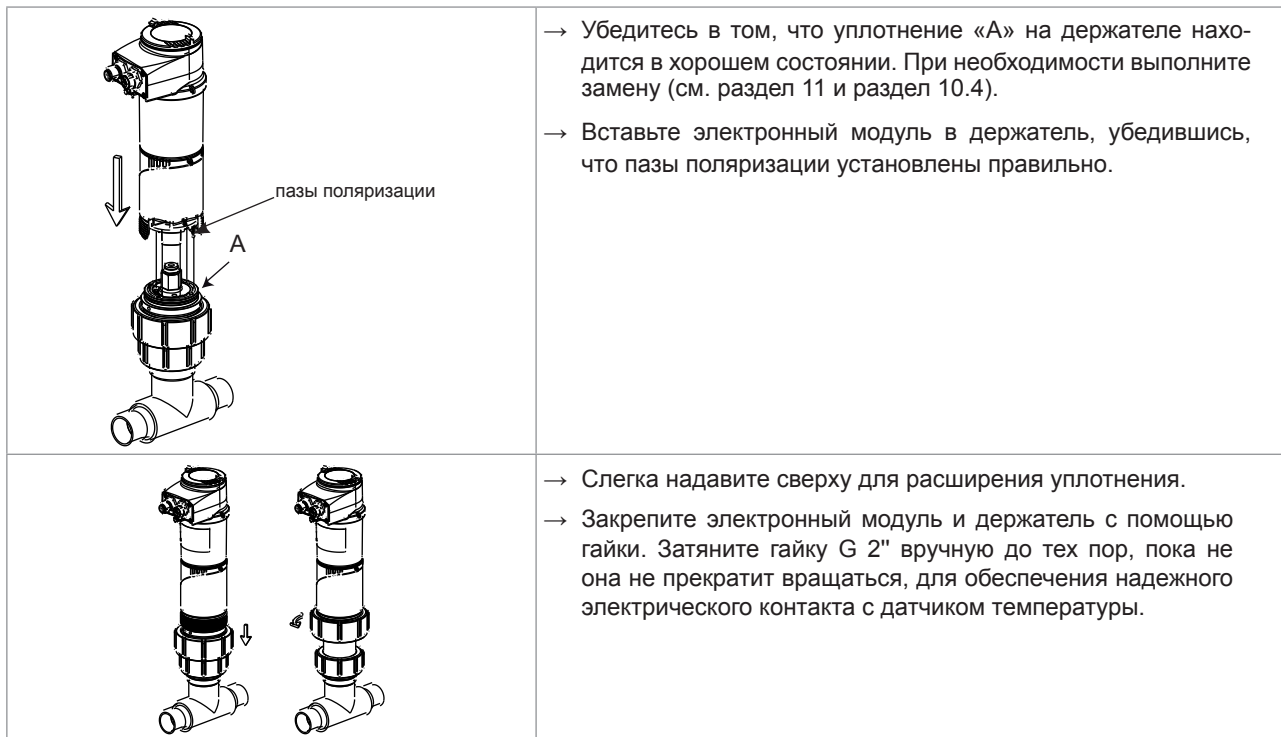 → Убедитесь в том, что уплотнение «А» на держателе нахо-
дится в хорошем состоянии. При необходимости выполните
замену (см. раздел 11 и раздел 10.4).
→ Вставьте электронный модуль в держатель, убедившись,
что пазы поляризации установлены правильно.
пазы поляризации
А
→ Слегка надавите сверху для расширения уплотнения.
→ Закрепите электронный модуль и держатель с помощью
гайки. Затяните гайку G 2" вручную до тех пор, пока не
она не прекратит вращаться, для обеспечения надежного
электрического контакта с датчиком температуры.